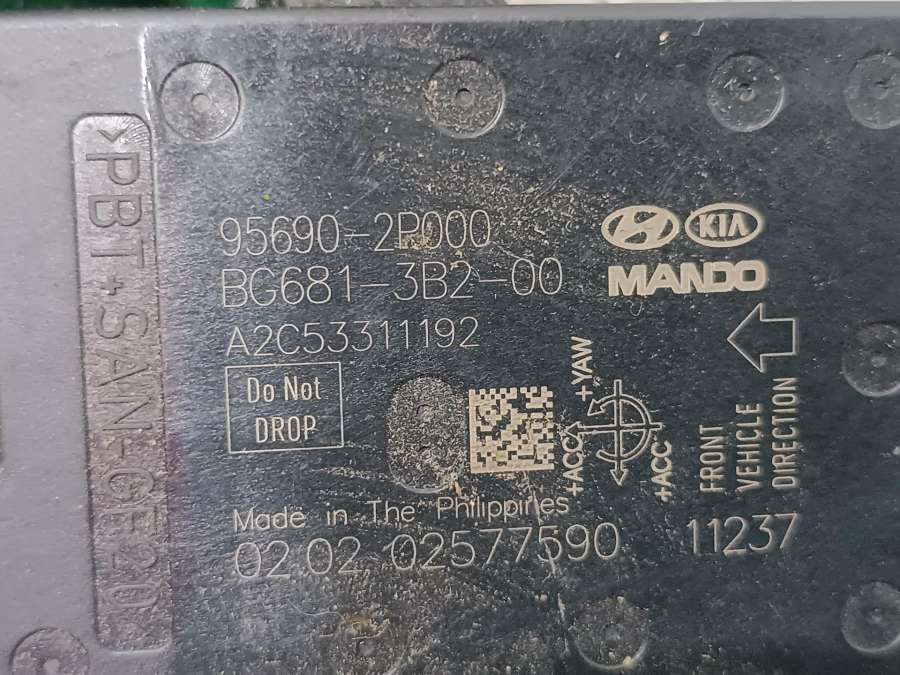 >PBT+SAN-GF20<
95690-2P000
KIA
BG681-3B2-00
MANDO
A2C53311192
Do Not
DROP
+YAW
+ACC
+ACC
FRONT
VEHICLE
DIRECTION
Made in The Philippines
02 02 02577590
11237